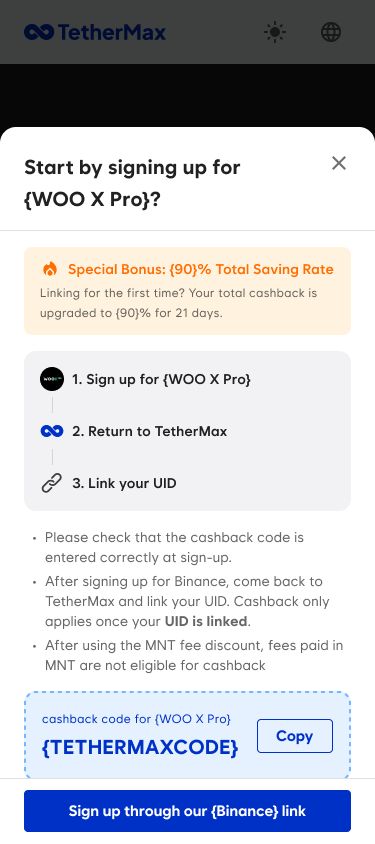 TetherMax
Start by signing up for
{WOO X Pro}?
Special Bonus: {90}% Total Saving Rate
Linking for the first time? Your total cashback is
upgraded to {90}% for 21 days.
1. Sign up for {WOO X Pro}
2. Return to TetherMax
3. Link your UID
• Please check that the cashback code is
entered correctly at sign-up.
• After signing up for Binance, come back to
TetherMax and link your UID. Cashback only
applies once your UID is linked.
• After using the MNT fee discount, fees paid in
MNT are not eligible for cashback
cashback code for {WOO X Pro}
{TETHERMAXCODE}
Copy
Sign up through our {Binance} link